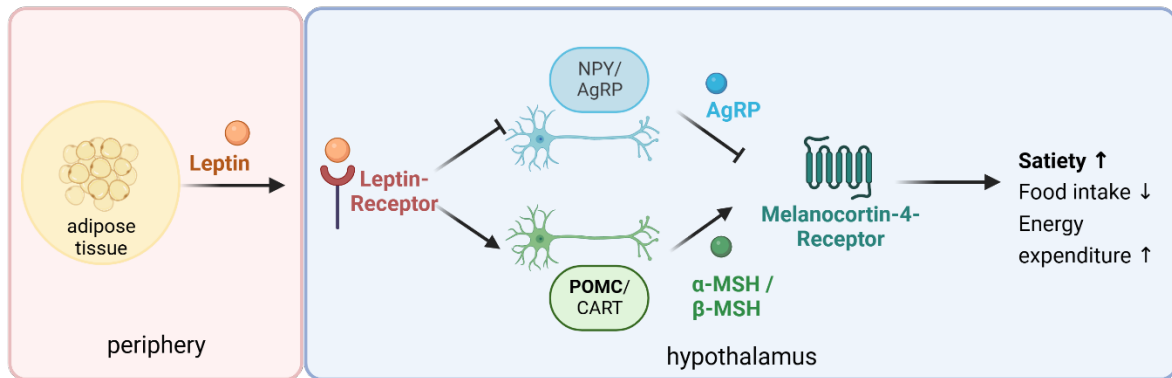 adipose
tissue
Leptin
periphery
Leptin-
Receptor
NPY/
AgRP
AgRP
POMC/
CART
α-MSH /
β-MSH
Melanocortin-4-
Receptor
Satiety ↑
Food intake ↓
Energy
expenditure ↑
hypothalamus